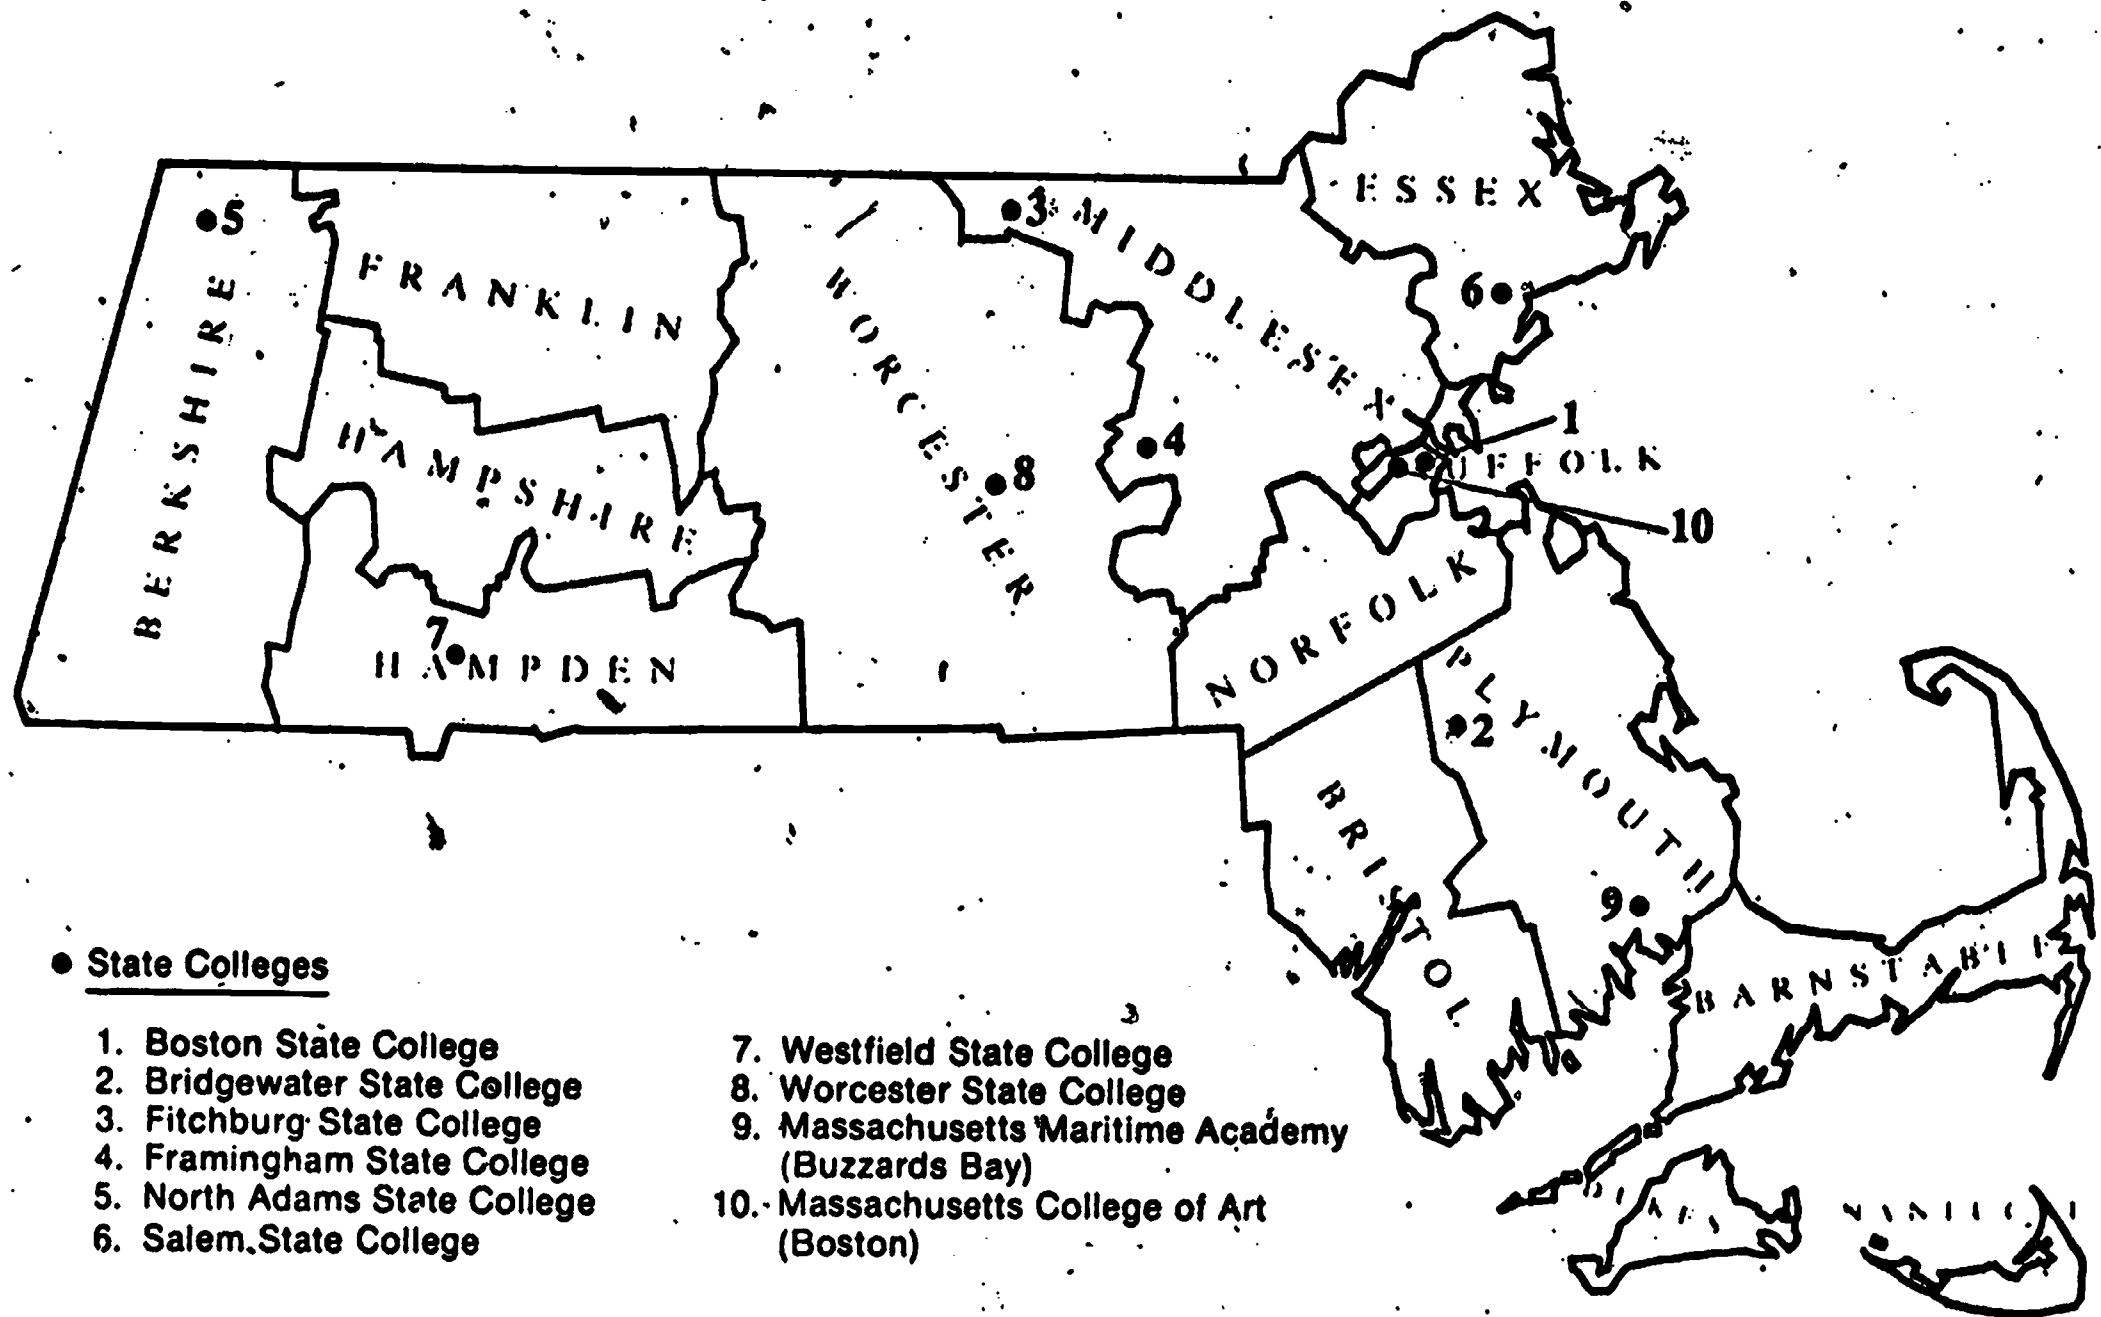 ESSEX
5
3
MIDDLESEX
FRANKLIN
6
BERKSHIRE
WORCESTER
HAMPSHIRE
1
4
8
SUFFOLK
10
NORFOLK
7
HAMPDEN
PLYMOUTH
2
BRISTOL
9
BARNSTABLE
● State Colleges
1. Boston State College
2. Bridgewater State College
3. Fitchburg State College
4. Framingham State College
5. North Adams State College
6. Salem State College
7. Westfield State College
8. Worcester State College
9. Massachusetts Maritime Academy
(Buzzards Bay)
10. Massachusetts College of Art
(Boston)